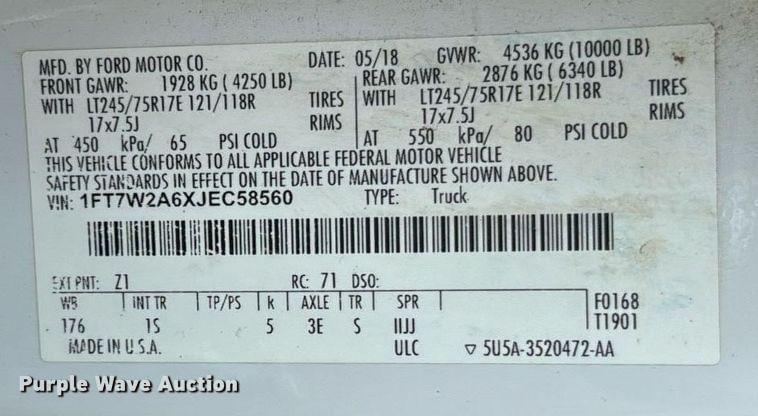 MFD. BY FORD MOTOR CO. DATE: 05/18 GVWR: 4536 KG (10000 LB)
FRONT GAWR: 1928 KG ( 4250 LB) REAR GAWR: 2876 KG ( 6340 LB)
WITH LT245/75R17E 121/118R TIRES WITH LT245/75R17E 121/118R TIRES
17x7.5J RIMS 17x7.5J RIMS
AT 450 kPa/ 65 PSI COLD AT 550 kPa/ 80 PSI COLD
THIS VEHICLE CONFORMS TO ALL APPLICABLE FEDERAL MOTOR VEHICLE
SAFETY STANDARDS IN EFFECT ON THE DATE OF MANUFACTURE SHOWN ABOVE.
VIN: 1FT7W2A6XJEC58560 TYPE: Truck
EXT PNT: Z1 RC: 71 DSO:
WB INT TR TP/PS k AXLE TR SPR F0168
176 1S 5 3E S IIJJ T1901
MADE IN U.S.A. ULC ▽ 5U5A-3520472-AA
Purple Wave Auction